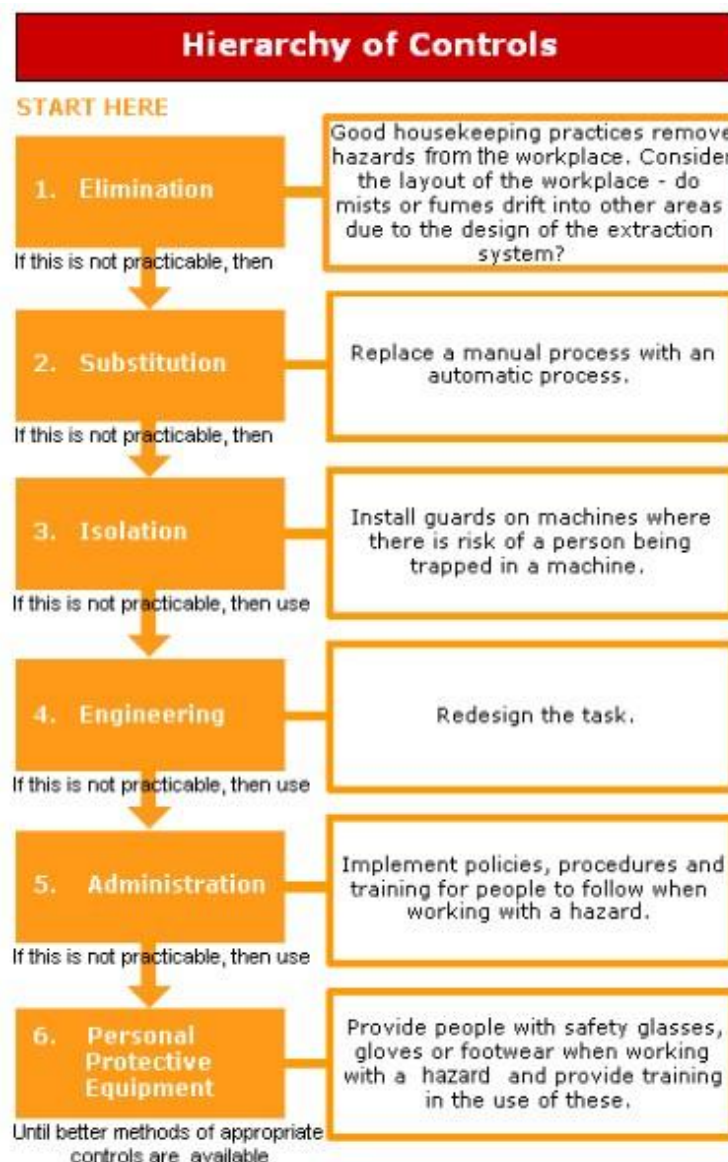 Hierarchy of Controls
START HERE
1. Elimination
Good housekeeping practices remove
hazards from the workplace. Consider
the layout of the workplace - do
mists or fumes drift into other areas
due to the design of the extraction
system?
If this is not practicable, then
2. Substitution
Replace a manual process with an
automatic process.
If this is not practicable, then
3. Isolation
Install guards on machines where
there is risk of a person being
trapped in a machine.
If this is not practicable, then use
4. Engineering
Redesign the task.
If this is not practicable, then use
5. Administration
Implement policies, procedures and
training for people to follow when
working with a hazard.
If this is not practicable, then use
6. Personal
Protective
Equipment
Provide people with safety glasses,
gloves or footwear when working
with a hazard and provide training
in the use of these.
Until better methods of appropriate
controls are available